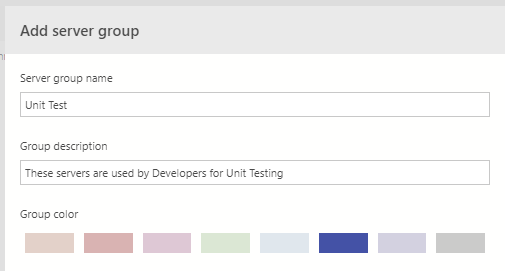 Add server group
Server group name
Unit Test
Group description
These servers are used by Developers for Unit Testing
Group color